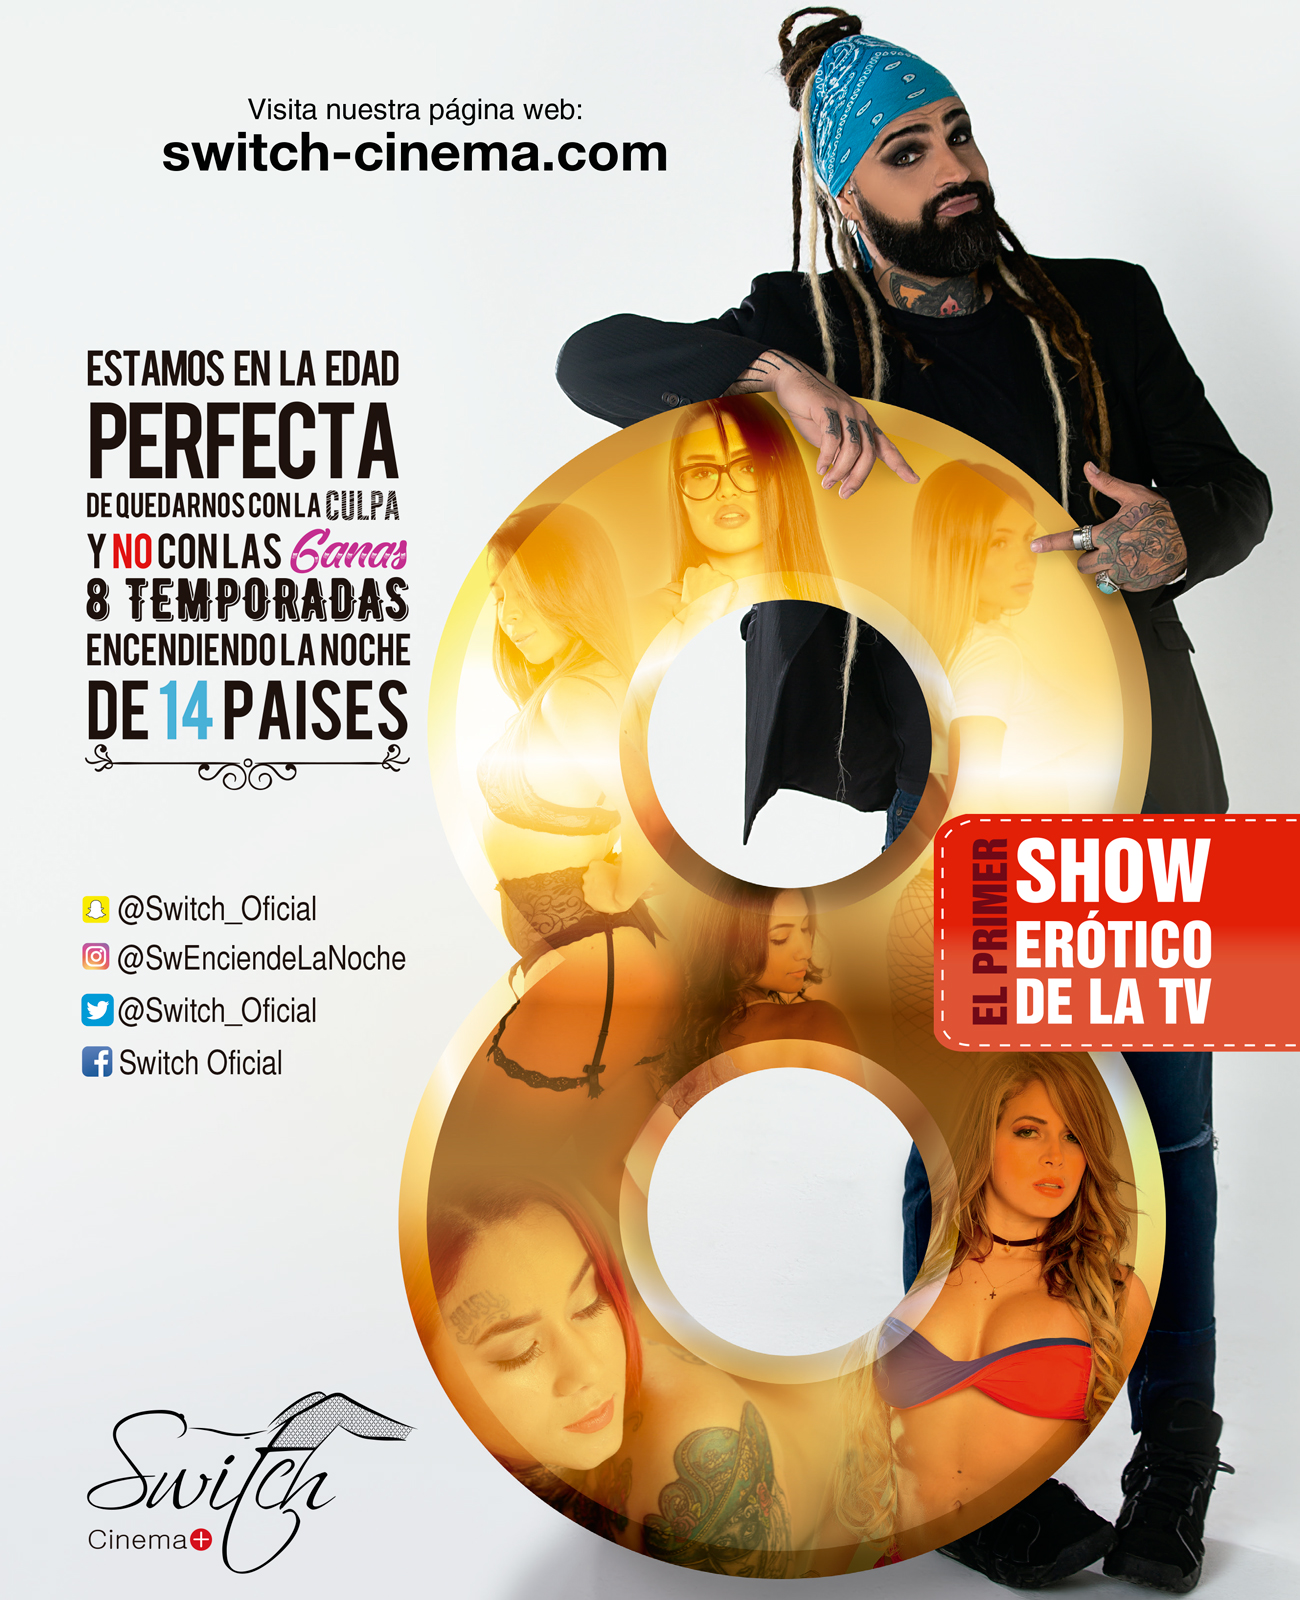 Visita nuestra página web:
switch-cinema.com
ESTAMOS EN LA EDAD
PERFECTA
DE QUEDARNOS CON LA CULPA
Y NO CON LAS Ganas
8 TEMPORADAS
ENCENDIENDO LA NOCHE
DE 14 PAISES
@Switch_Oficial
@SwEnciendeLaNoche
@Switch_Oficial
Switch Oficial
EL PRIMER
SHOW
ERÓTICO
DE LA TV
8
Switch
Cinema+